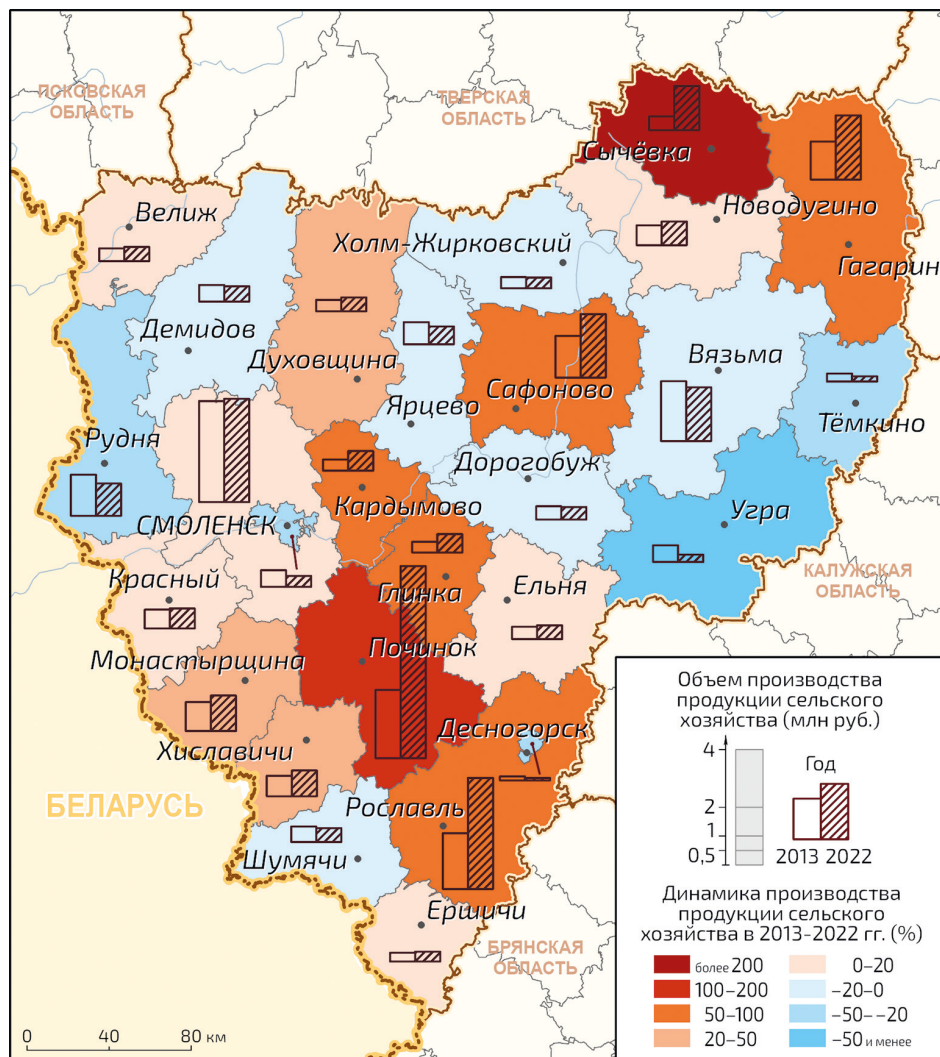 ПСКОВСКАЯ
ОБЛАСТЬ
ТВЕРСКАЯ
ОБЛАСТЬ
Сычёвка
Велиж
Новодугино
Холм-Жирковский
Гагарин
Демидов
Духовщина
Вязьма
Сафоново
Ярцево
Тёмкино
Рудня
Дорогобуж
Кардымово
Угра
СМОЛЕНСК
КАЛУЖСКАЯ
ОБЛАСТЬ
Красный
Глинка
Ельня
Починок
Монастырщина
Десногорск
Хиславичи
БЕЛАРУСЬ
Рославль
Шумячи
Ершичи
БРЯНСКАЯ
ОБЛАСТЬ
0 40 80 км
Объем производства
продукции сельского
хозяйства (млн руб.)
4
Год
2
1
0,5
2013 2022
Динамика производства
продукции сельского
хозяйства в 2013-2022 гг. (%)
более 200 0–20
100–200 –20–0
50–100 –50- –20
20–50 –50 и менее